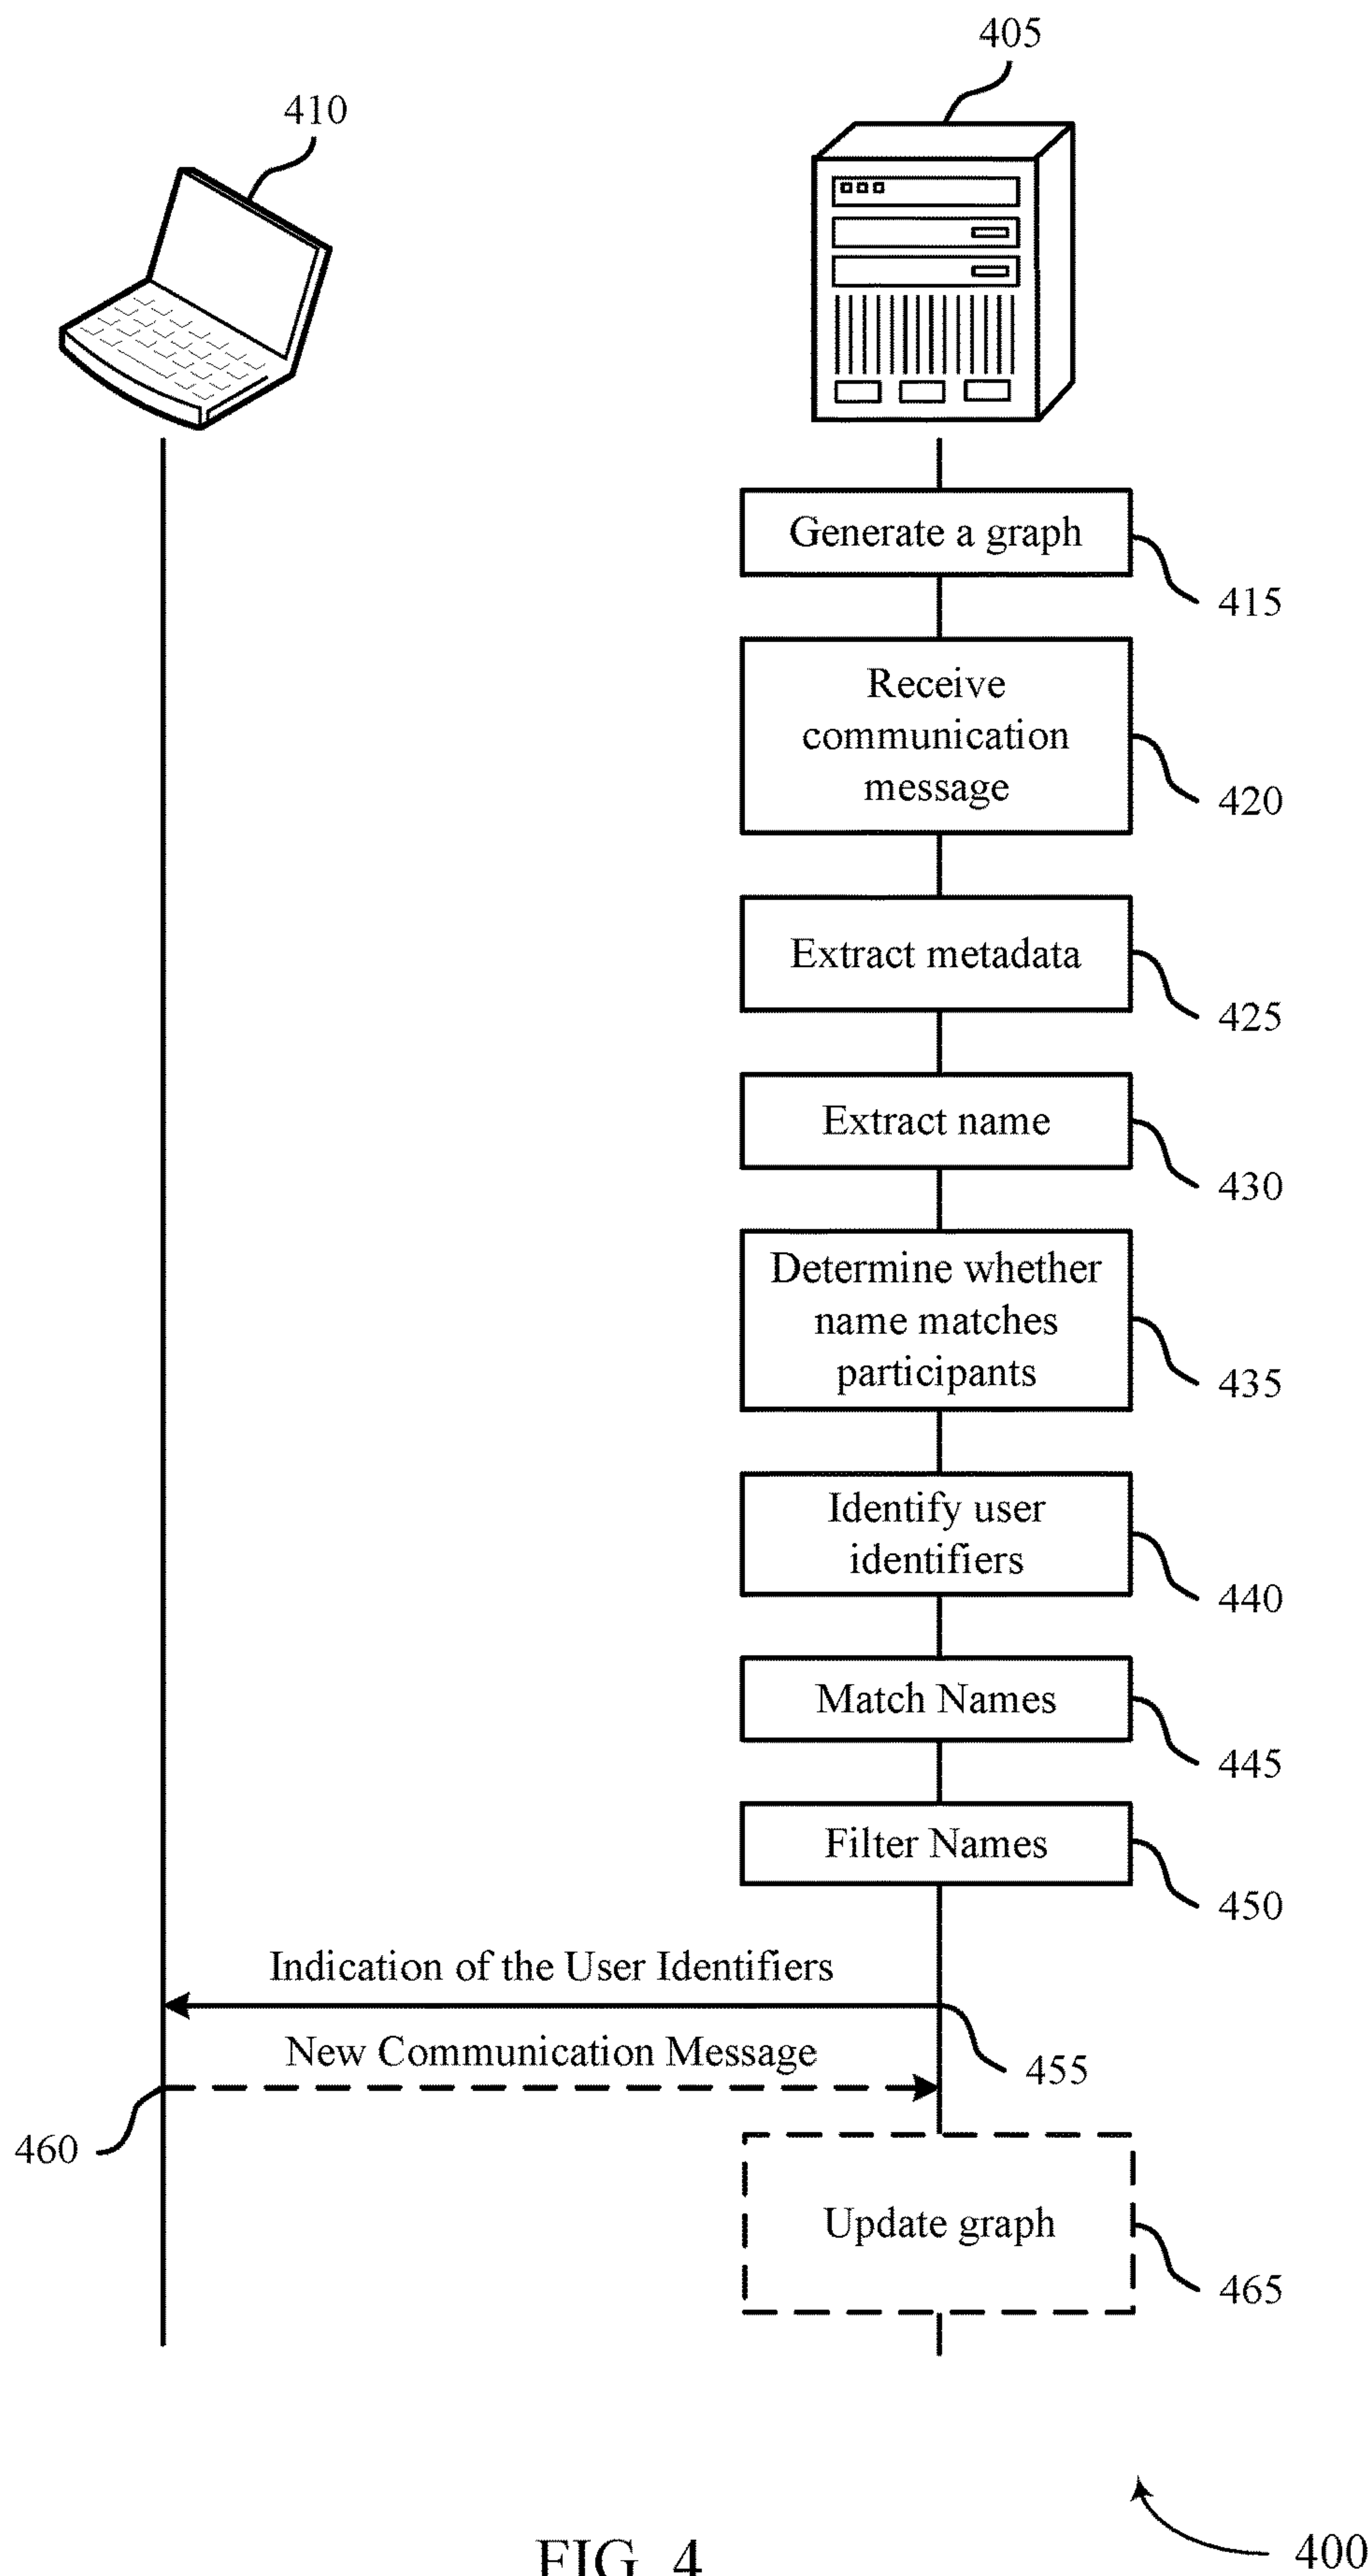 405
410
Generate a graph
415
Receive
communication
message
420
Extract metadata
425
Extract name
430
Determine whether
name matches
participants
435
Identify user
identifiers
440
Match Names
445
Filter Names
450
Indication of the User Identifiers
455
New Communication Message
460
Update graph
465
400
FIG. 4